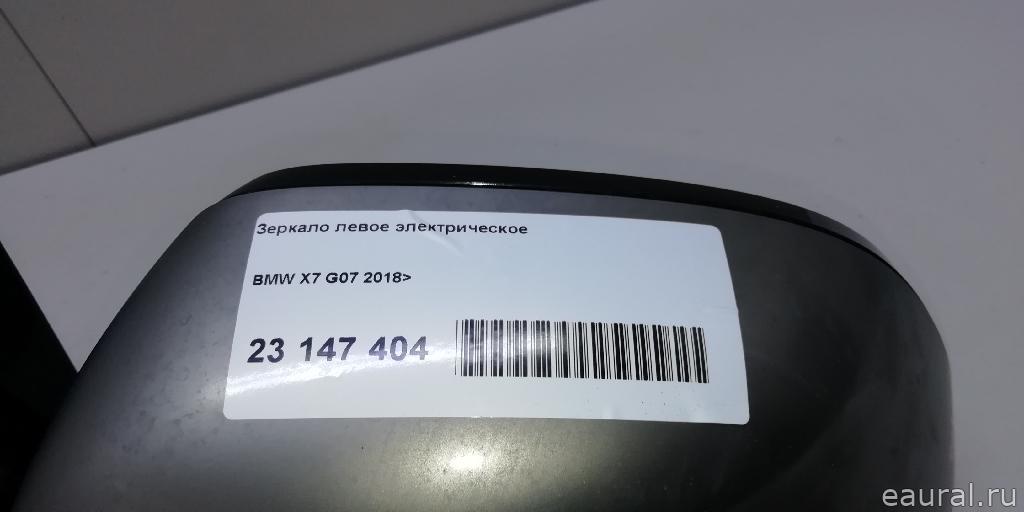 Зеркало левое электрическое
BMW X7 G07 2018>
23 147 404
eaural.ru